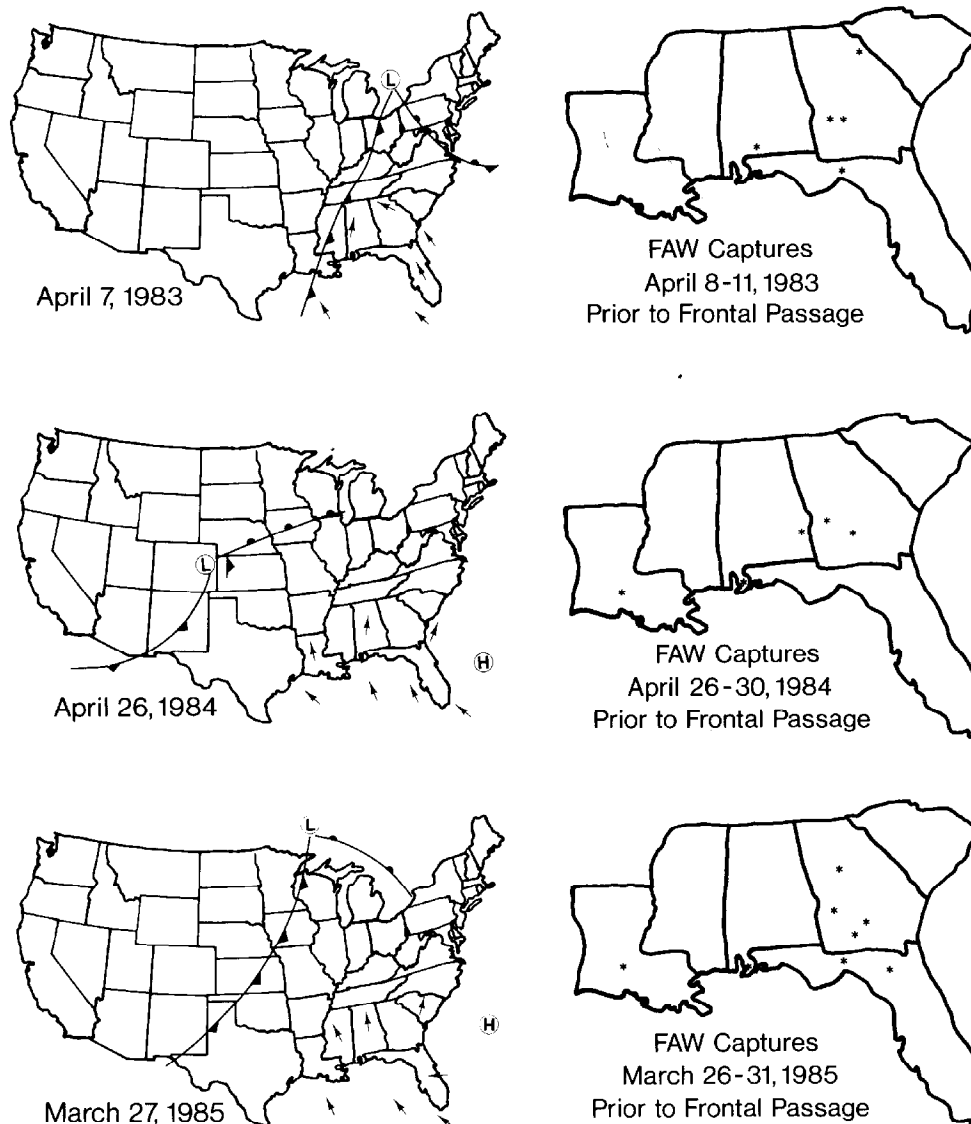 L
April 7, 1983
*
* *
*
*
FAW Captures
April 8-11, 1983
Prior to Frontal Passage
L
H
April 26, 1984
*
*
*
*
FAW Captures
April 26-30, 1984
Prior to Frontal Passage
L
H
March 27, 1985
*
*
*
*
*
*
*
FAW Captures
March 26-31, 1985
Prior to Frontal Passage